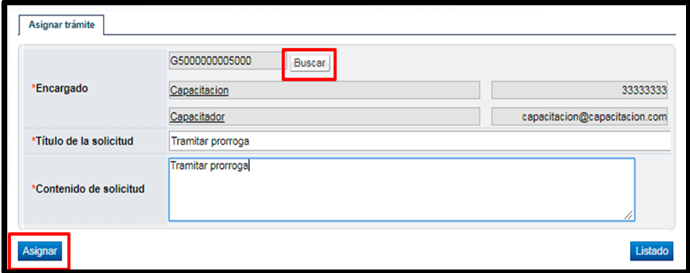 Asignar trámite
G5000000005000 Buscar
*Encargado
Capacitacion 33333333
Capacitador capacitacion@capacitacion.com
*Título de la solicitud Tramitar prorroga
*Contenido de solicitud Tramitar prorroga
Asignar Listado